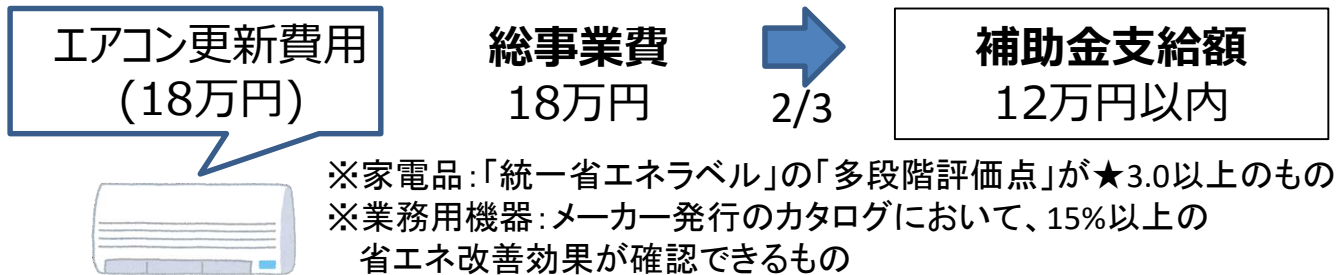 エアコン更新費用
(18万円)
総事業費
18万円
2/3
補助金支給額
12万円以内
※家電品：「統一省エネラベル」の「多段階評価点」が★3.0以上のもの
※業務用機器：メーカー発行のカタログにおいて、15%以上の
省エネ改善効果が確認できるもの